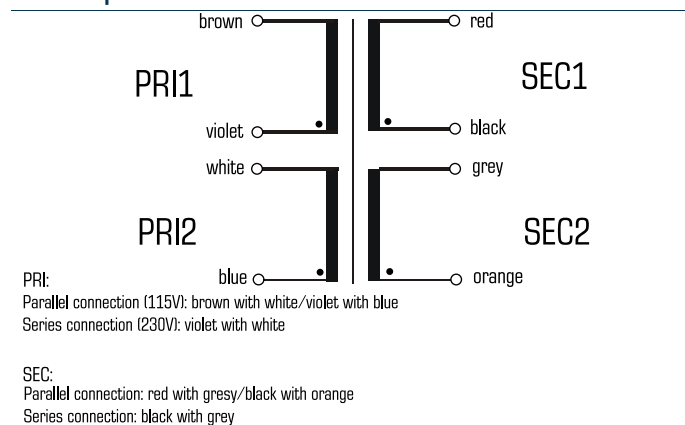 brown
red
PRI1
SEC1
violet
black
white
grey
PRI2
SEC2
blue
orange
PRI:
Parallel connection (115V): brown with white/violet with blue
Series connection (230V): violet with white
SEC:
Parallel connection: red with gresy/black with orange
Series connection: black with grey